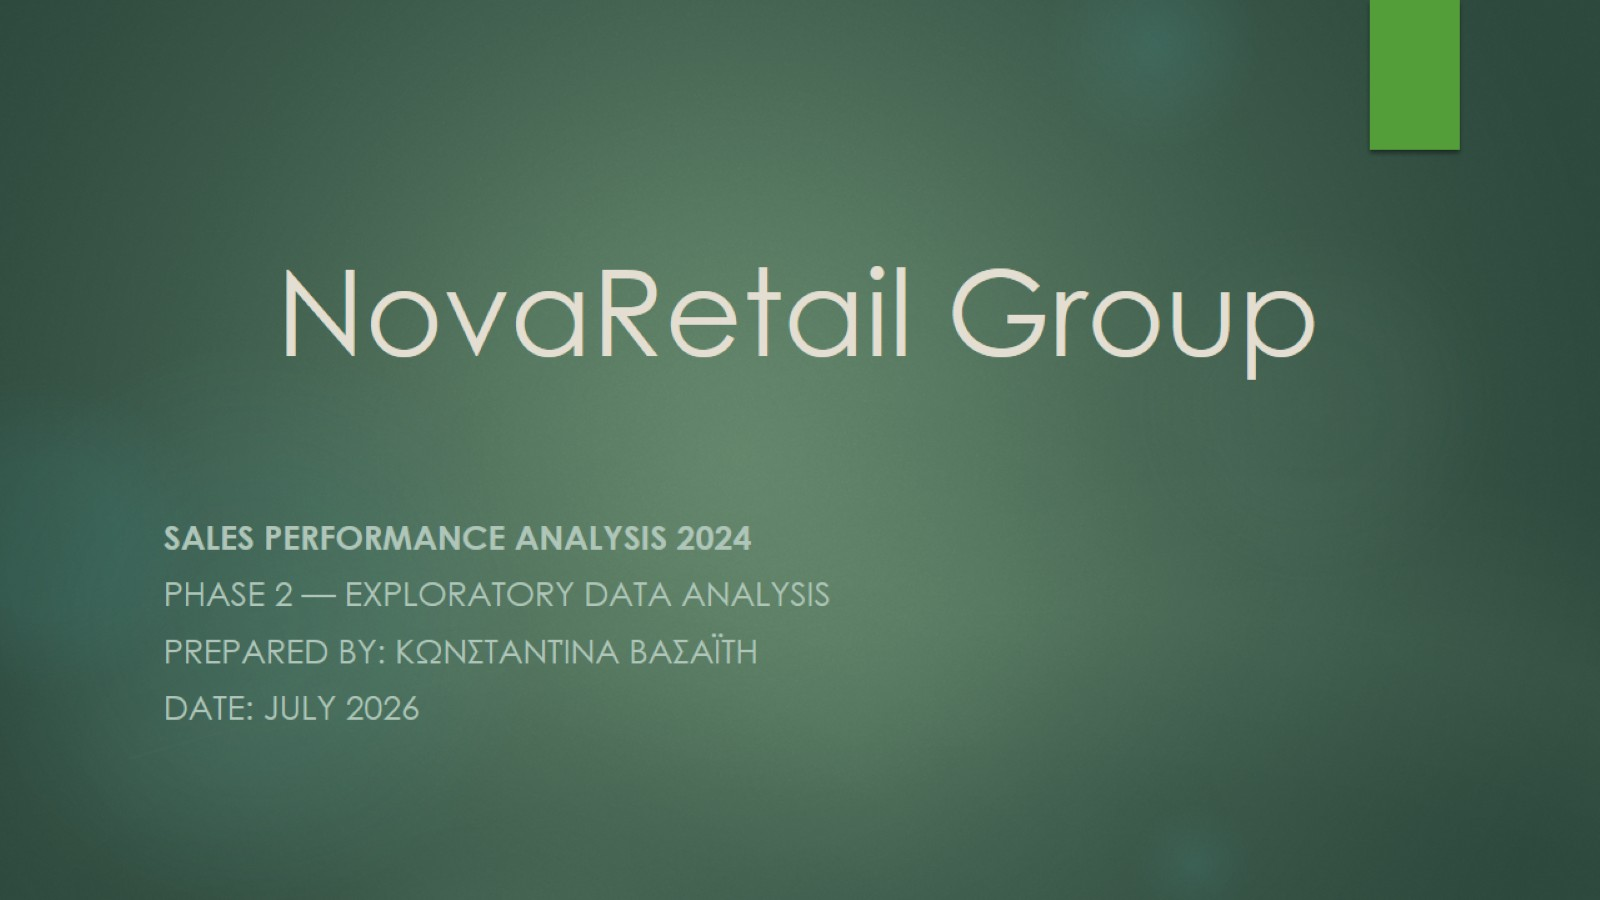 NovaRetail Group
SALES PERFORMANCE ANALYSIS 2024
PHASE 2 — EXPLORATORY DATA ANALYSIS
PREPARED BY: ΚΩΝΣΤΑΝΤΙΝΑ ΒΑΣΑΪΤΗ
DATE: JULY 2026